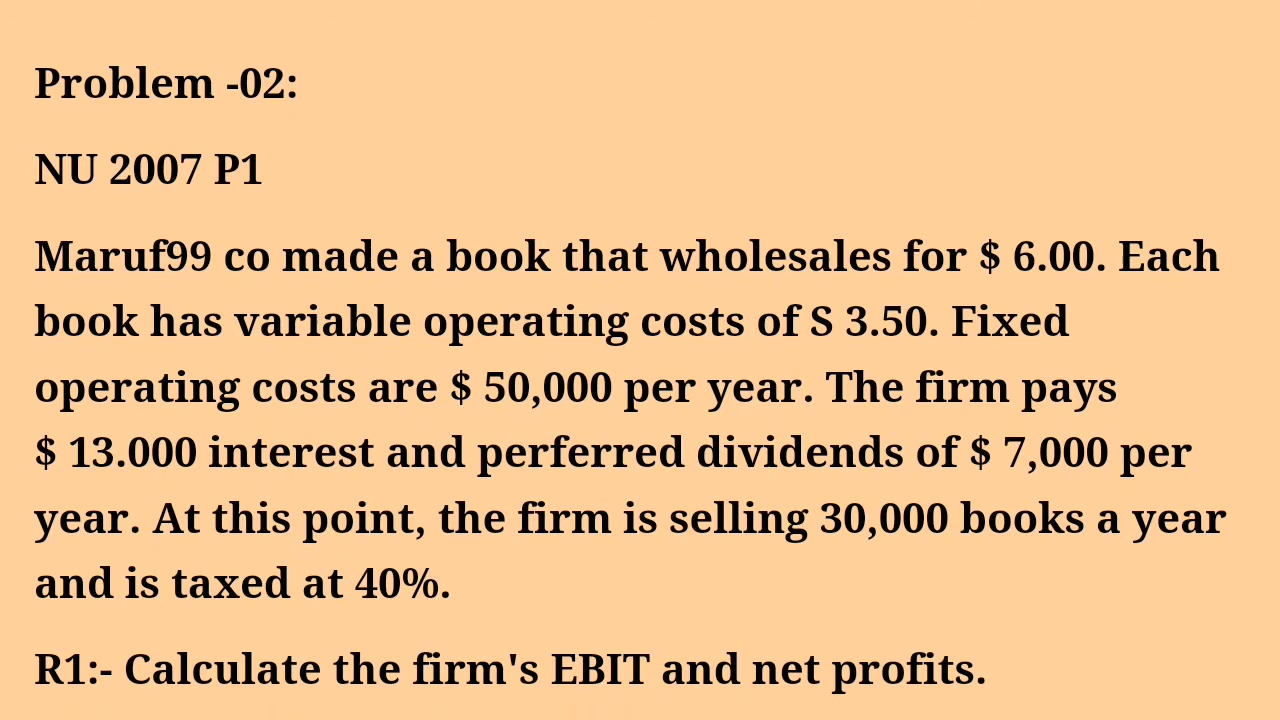 Problem -02:
NU 2007 P1
Maruf99 co made a book that wholesales for $ 6.00. Each
book has variable operating costs of S 3.50. Fixed
operating costs are $ 50,000 per year. The firm pays
$ 13.000 interest and perferred dividends of $ 7,000 per
year. At this point, the firm is selling 30,000 books a year
and is taxed at 40%.
R1:- Calculate the firm's EBIT and net profits.